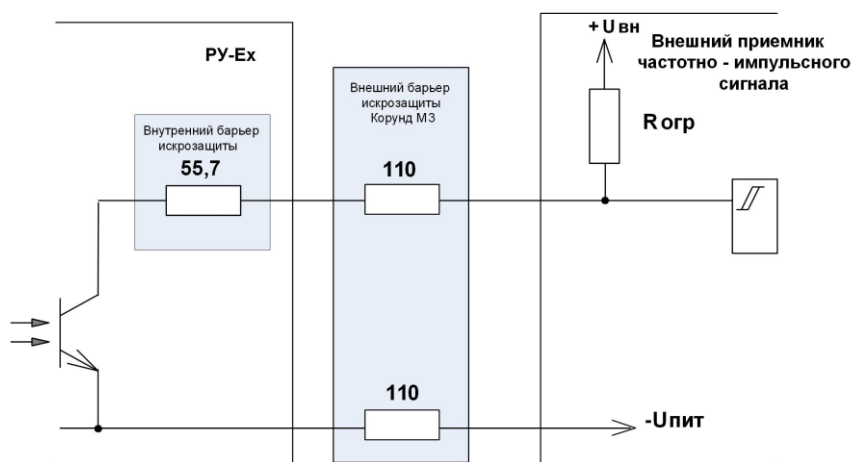 РУ-Ех
Внутренний барьер
искрозащиты
55,7
Внешний барьер
искрозащиты
Корунд М3
110
110
+ U вн
Внешний приемник
частотно - импульсного
сигнала
R огр
-Uпит